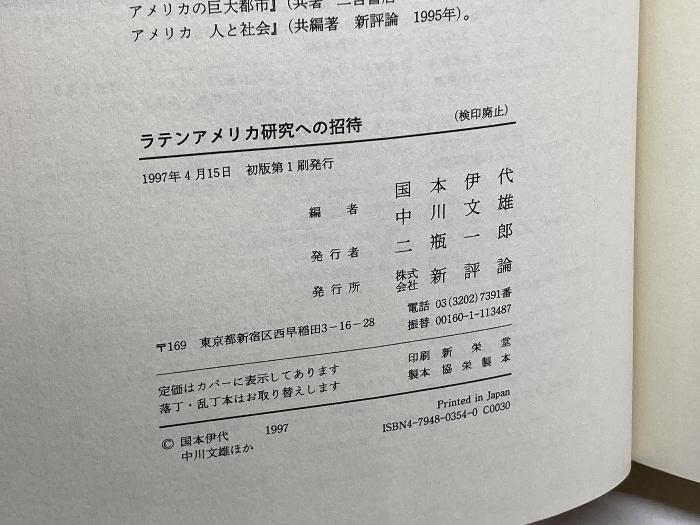 アメリカの巨大都市』(共著 二宮書店
アメリカ 人と社会』(共編著 新評論 1995年)。
ラテンアメリカ研究への招待 (検印廃止)
1997年4月15日 初版第1刷発行
編者 国本伊代
中川文雄
発行者 二瓶一郎
発行所 株式会社 新評論
〒169 東京都新宿区西早稲田3-16-28
電話 03(3202)7391番
振替 00160-1-113487
定価はカバーに表示してあります
落丁・乱丁本はお取り替えします
印刷 新栄堂
製本 協栄製本
© 国本伊代 1997
中川文雄ほか
Printed in Japan
ISBN4-7948-0354-0 C0030